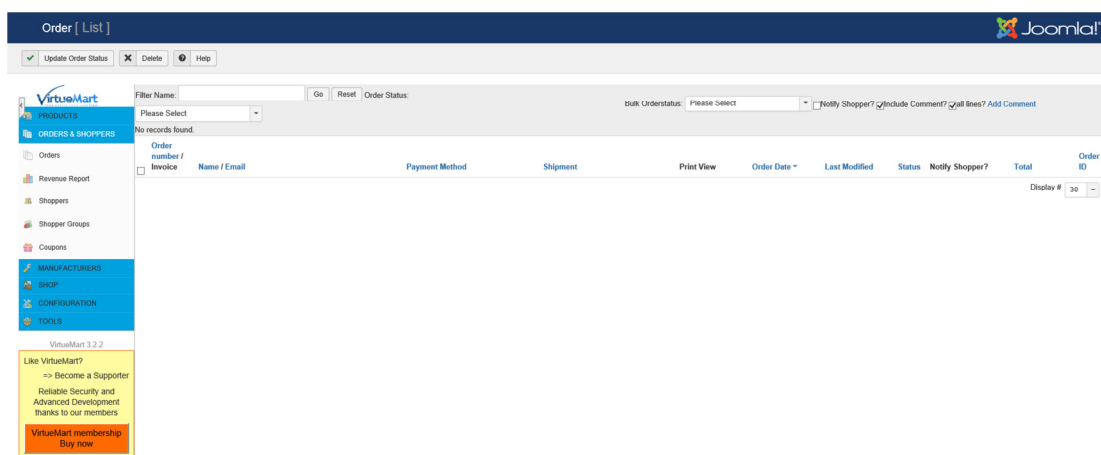 Order [ List ]
Joomla!
Update Order Status Delete Help
VirtueMart
Filter Name: Go Reset Order Status:
Please Select
Bulk Orderstatus: Please Select Notify Shopper? Include Comment? all lines? Add Comment
No records found.
PRODUCTS
ORDERS & SHOPPERS
Orders
Revenue Report
Shoppers
Shopper Groups
Coupons
MANUFACTURERS
SHOP
CONFIGURATION
TOOLS
Order
number /
Invoice Name / Email Payment Method Shipment Print View Order Date Last Modified Status Notify Shopper? Total Order
ID
Display # 30
VirtueMart 3.2.2
Like VirtueMart?
=> Become a Supporter
Reliable Security and
Advanced Development
thanks to our members
VirtueMart membership
Buy now